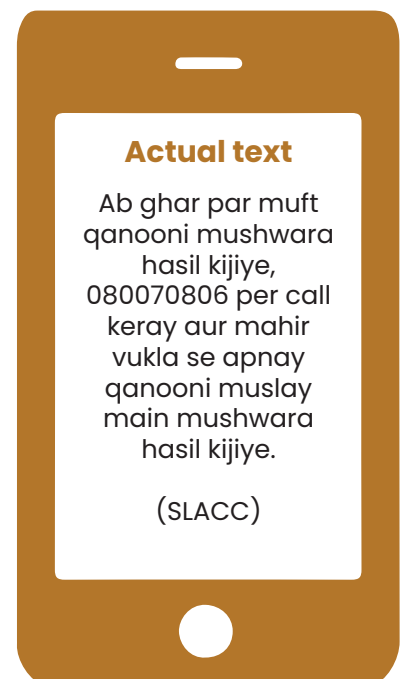 Actual text
Ab ghar par muft
qanooni mushwara
hasil kijiye,
080070806 per call
keray aur mahir
vukla se apnay
qanooni muslay
main mushwara
hasil kijiye.
(SLACC)